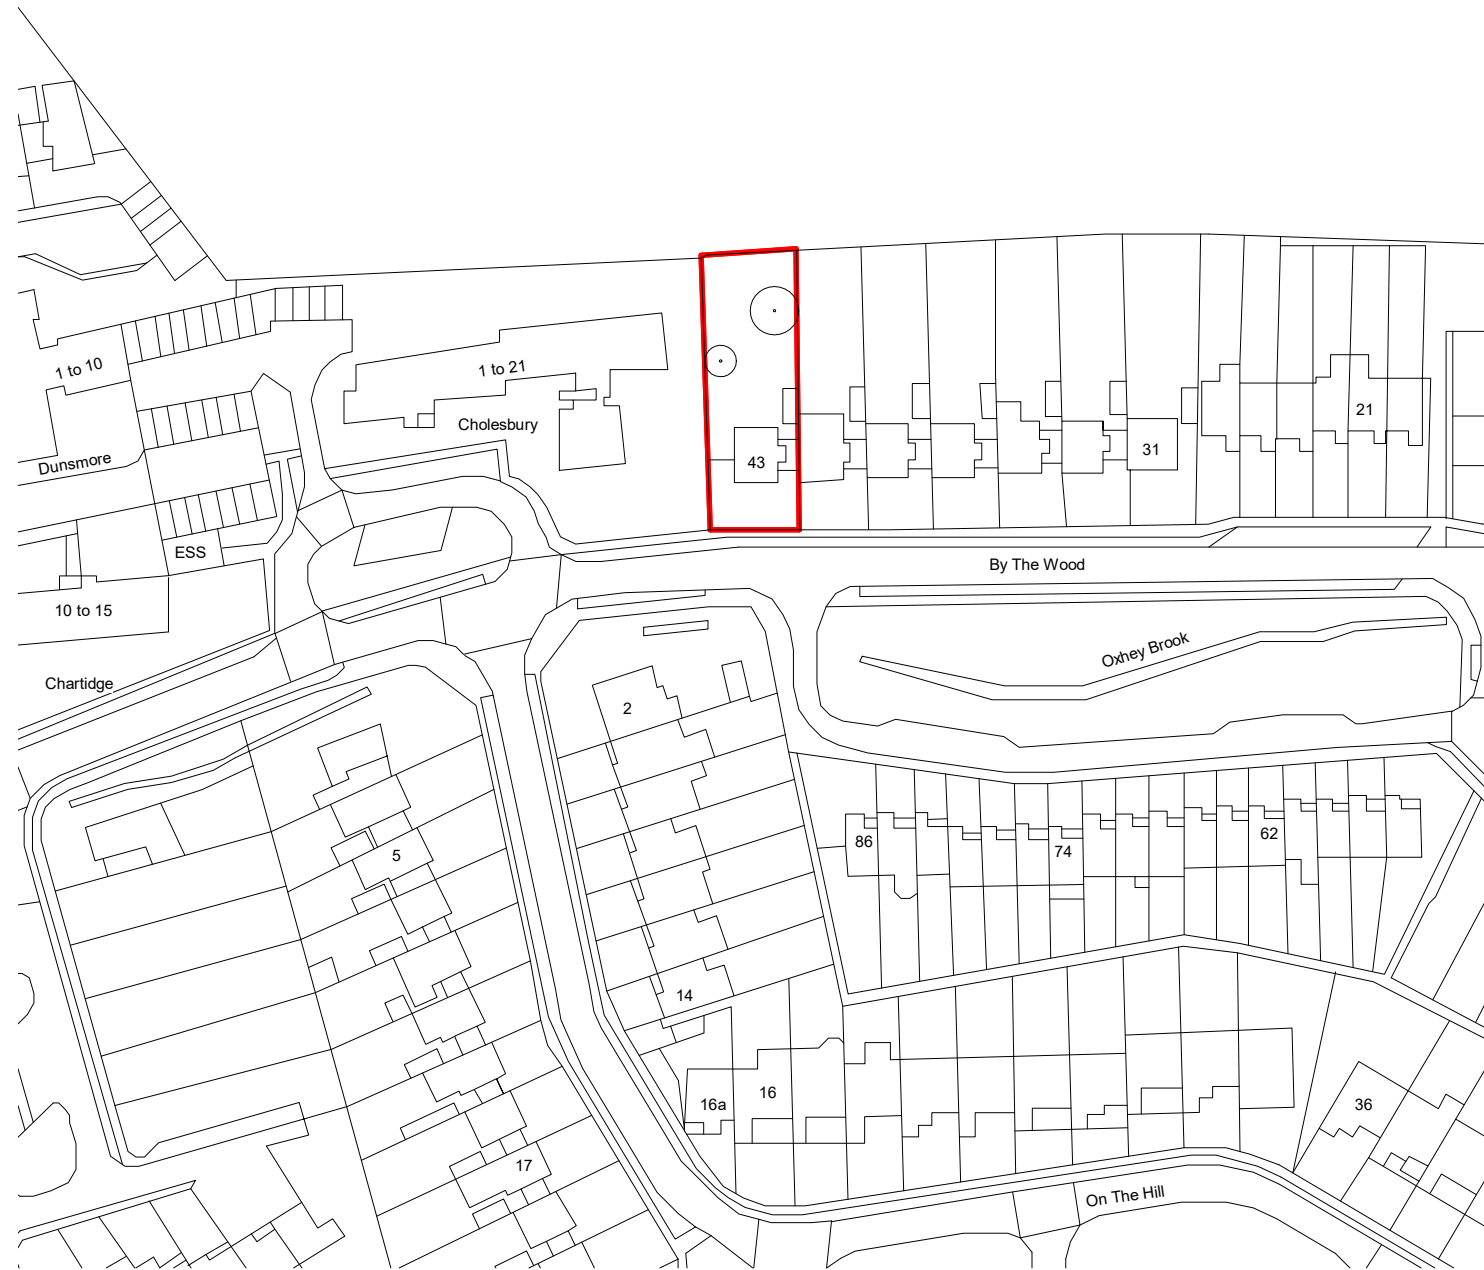 1 to 10
1 to 21
Cholesbury
21
Dunsmore
43
31
ESS
By The Wood
10 to 15
Oxhey Brook
Chartidge
2
86
74
62
5
14
16
16a
36
17
On The Hill